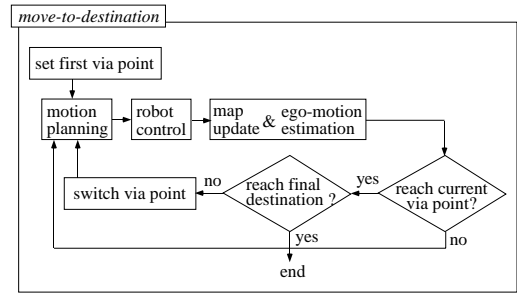 move-to-destination
set first via point
motion
planning
robot
control
map
update & ego-motion
estimation
no
yes
switch via point
reach final
destination ?
reach current
via point?
yes
no
end